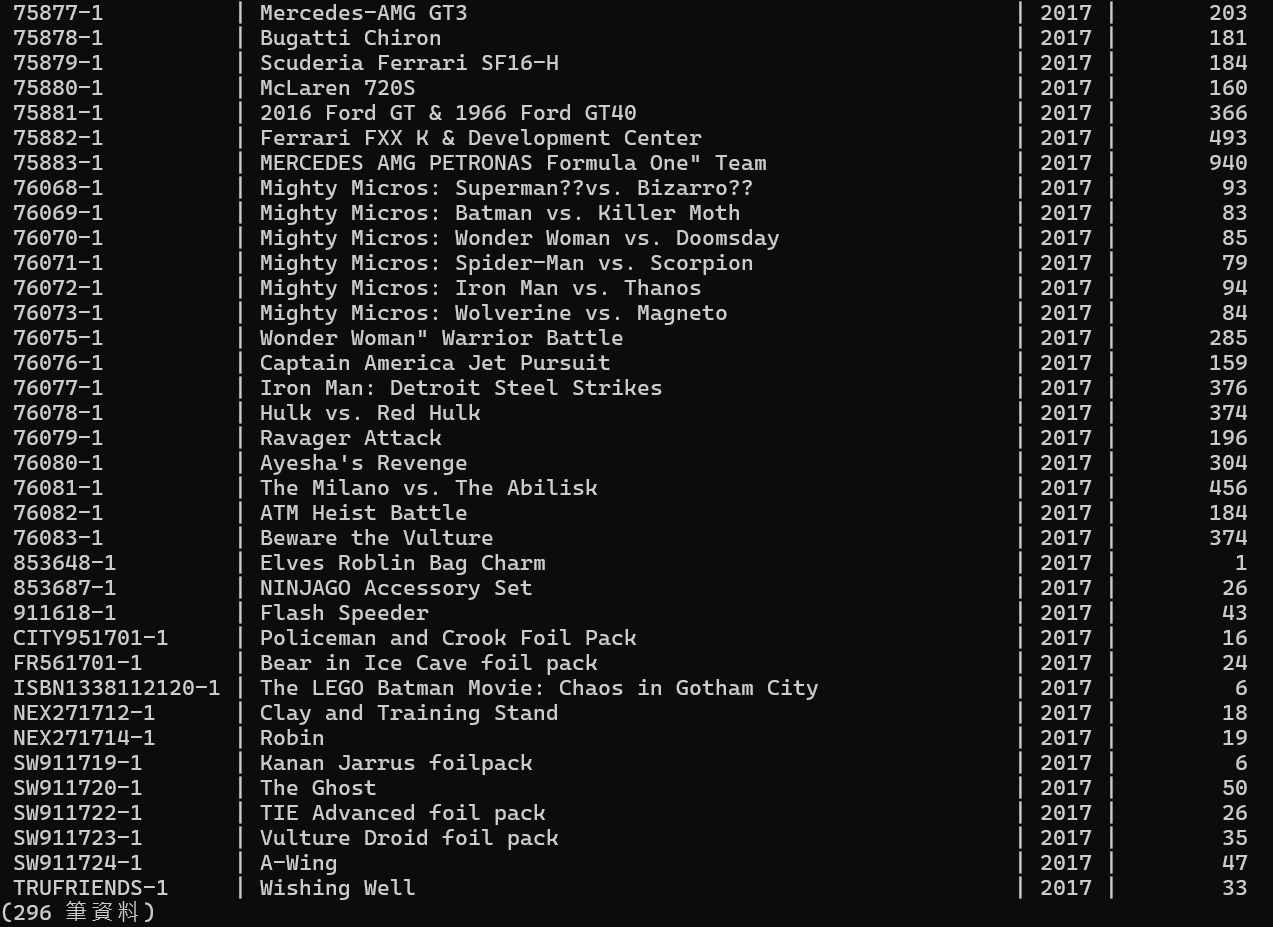 75877-1 | Mercedes-AMG GT3 | 2017 | 203
75878-1 | Bugatti Chiron | 2017 | 181
75879-1 | Scuderia Ferrari SF16-H | 2017 | 184
75880-1 | McLaren 720S | 2017 | 160
75881-1 | 2016 Ford GT & 1966 Ford GT40 | 2017 | 366
75882-1 | Ferrari FXX K & Development Center | 2017 | 493
75883-1 | MERCEDES AMG PETRONAS Formula One" Team | 2017 | 940
76068-1 | Mighty Micros: Superman??vs. Bizarro?? | 2017 | 93
76069-1 | Mighty Micros: Batman vs. Killer Moth | 2017 | 83
76070-1 | Mighty Micros: Wonder Woman vs. Doomsday | 2017 | 85
76071-1 | Mighty Micros: Spider-Man vs. Scorpion | 2017 | 79
76072-1 | Mighty Micros: Iron Man vs. Thanos | 2017 | 94
76073-1 | Mighty Micros: Wolverine vs. Magneto | 2017 | 84
76075-1 | Wonder Woman" Warrior Battle | 2017 | 285
76076-1 | Captain America Jet Pursuit | 2017 | 159
76077-1 | Iron Man: Detroit Steel Strikes | 2017 | 376
76078-1 | Hulk vs. Red Hulk | 2017 | 374
76079-1 | Ravager Attack | 2017 | 196
76080-1 | Ayesha's Revenge | 2017 | 304
76081-1 | The Milano vs. The Abilisk | 2017 | 456
76082-1 | ATM Heist Battle | 2017 | 184
76083-1 | Beware the Vulture | 2017 | 374
853648-1 | Elves Roblin Bag Charm | 2017 | 1
853687-1 | NINJAGO Accessory Set | 2017 | 26
911618-1 | Flash Speeder | 2017 | 43
CITY951701-1 | Policeman and Crook Foil Pack | 2017 | 16
FR561701-1 | Bear in Ice Cave foil pack | 2017 | 24
ISBN1338112120-1 | The LEGO Batman Movie: Chaos in Gotham City | 2017 | 6
NEX271712-1 | Clay and Training Stand | 2017 | 18
NEX271714-1 | Robin | 2017 | 19
SW911719-1 | Kanan Jarrus foilpack | 2017 | 6
SW911720-1 | The Ghost | 2017 | 50
SW911722-1 | TIE Advanced foil pack | 2017 | 26
SW911723-1 | Vulture Droid foil pack | 2017 | 35
SW911724-1 | A-Wing | 2017 | 47
TRUFRIENDS-1 | Wishing Well | 2017 | 33
(296 筆資料)